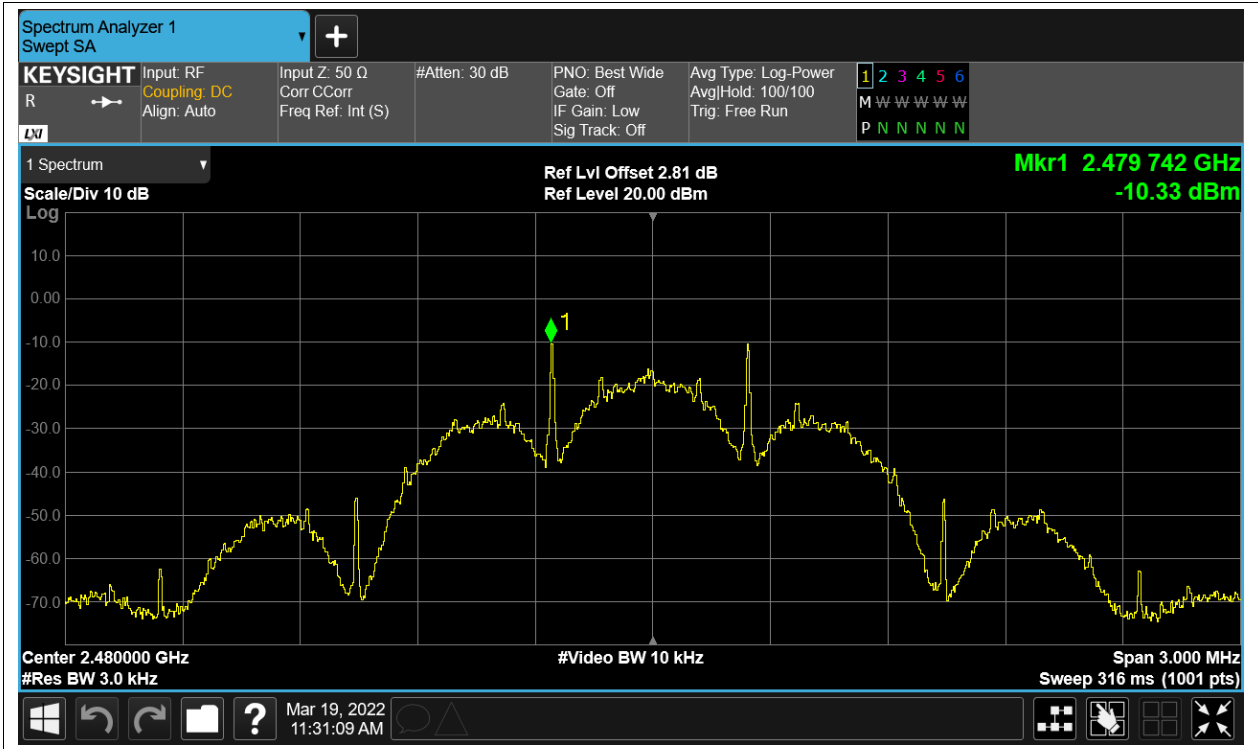 Spectrum Analyzer 1
Swept SA
KEYSIGHT
R
LXI
Input: RF
Coupling: DC
Align: Auto
Input Z: 50 Ω
Corr CCorr
Freq Ref: Int (S)
#Atten: 30 dB
PNO: Best Wide
Gate: Off
IF Gain: Low
Sig Track: Off
Avg Type: Log-Power
Avg|Hold: 100/100
Trig: Free Run
1 2 3 4 5 6
M W W W W W W
P N N N N N N
1 Spectrum
Scale/Div 10 dB
Log
Ref Lvl Offset 2.81 dB
Ref Level 20.00 dBm
Mkr1 2.479 742 GHz
-10.33 dBm
10.0
0.00
-10.0
-20.0
-30.0
-40.0
-50.0
-60.0
-70.0
1
Center 2.480000 GHz
#Res BW 3.0 kHz
#Video BW 10 kHz
Span 3.000 MHz
Sweep 316 ms (1001 pts)
?
Mar 19, 2022
11:31:09 AM